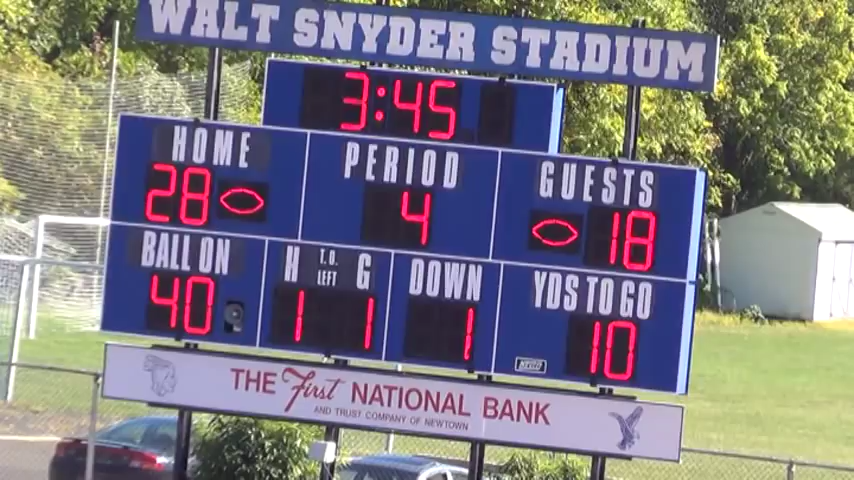 WALT SNYDER STADIUM
3:45
HOME PERIOD GUESTS
28 4 18
BALL ON H T.O. LEFT G DOWN YDS TO GO
40 1 1 1 10
THE First NATIONAL BANK
AND TRUST COMPANY OF NEWTOWN